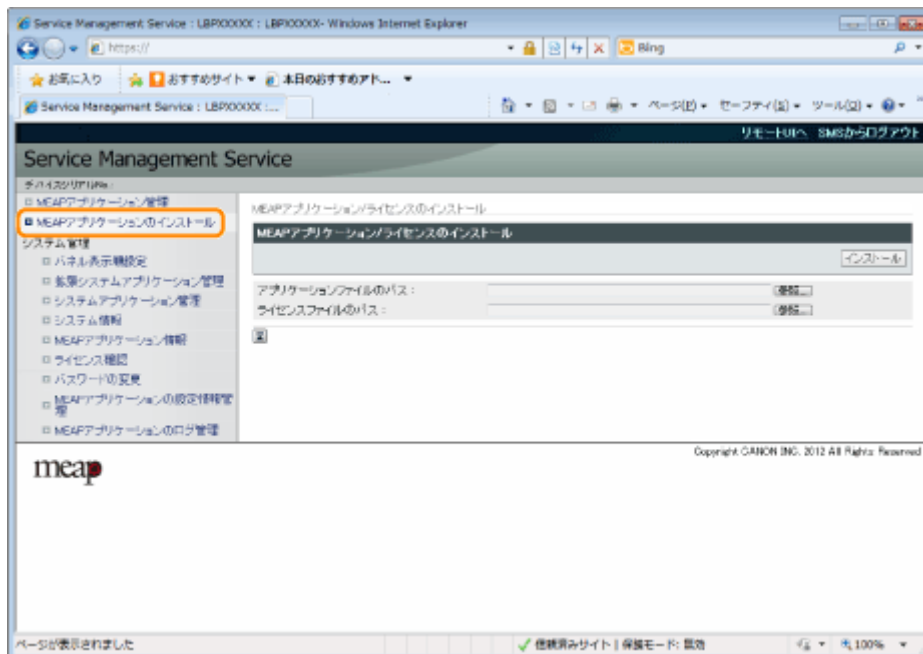 Service Management Service : LBPXXXXX : LBPXXXXX- Windows Internet Explorer
https://
Bing
お気に入り
おすすめサイト
本日のおすすめアド...
Service Management Service : LBPXXXXX :...
ページ(P)
セーフティ(S)
ツール(O)
リモートUIへ SMSからログアウト
Service Management Service
デバイスシリアルNo.:
MEAPアプリケーション管理
MEAPアプリケーションのインストール
システム管理
パネル表示順設定
拡張システムアプリケーション管理
システムアプリケーション管理
システム情報
MEAPアプリケーション情報
ライセンス確認
パスワードの変更
MEAPアプリケーションの設定情報管理
MEAPアプリケーションのログ管理
MEAPアプリケーション/ライセンスのインストール
MEAPアプリケーション/ライセンスのインストール
インストール
アプリケーションファイルのパス :
参照...
ライセンスファイルのパス :
参照...
Copyright CANON INC. 2012 All Rights Reserved
meap
ページが表示されました
信頼済みサイト | 保護モード: 無効
100%